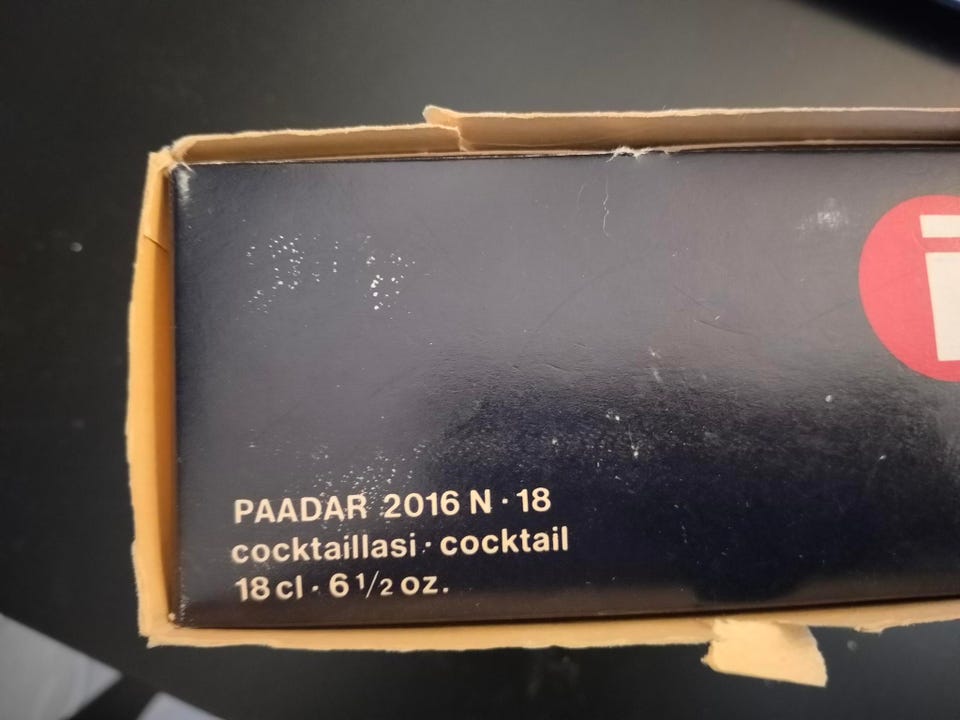 PAADAR 2016 N · 18
cocktaillasi · cocktail
18 cl · 6 1/2 oz.
i